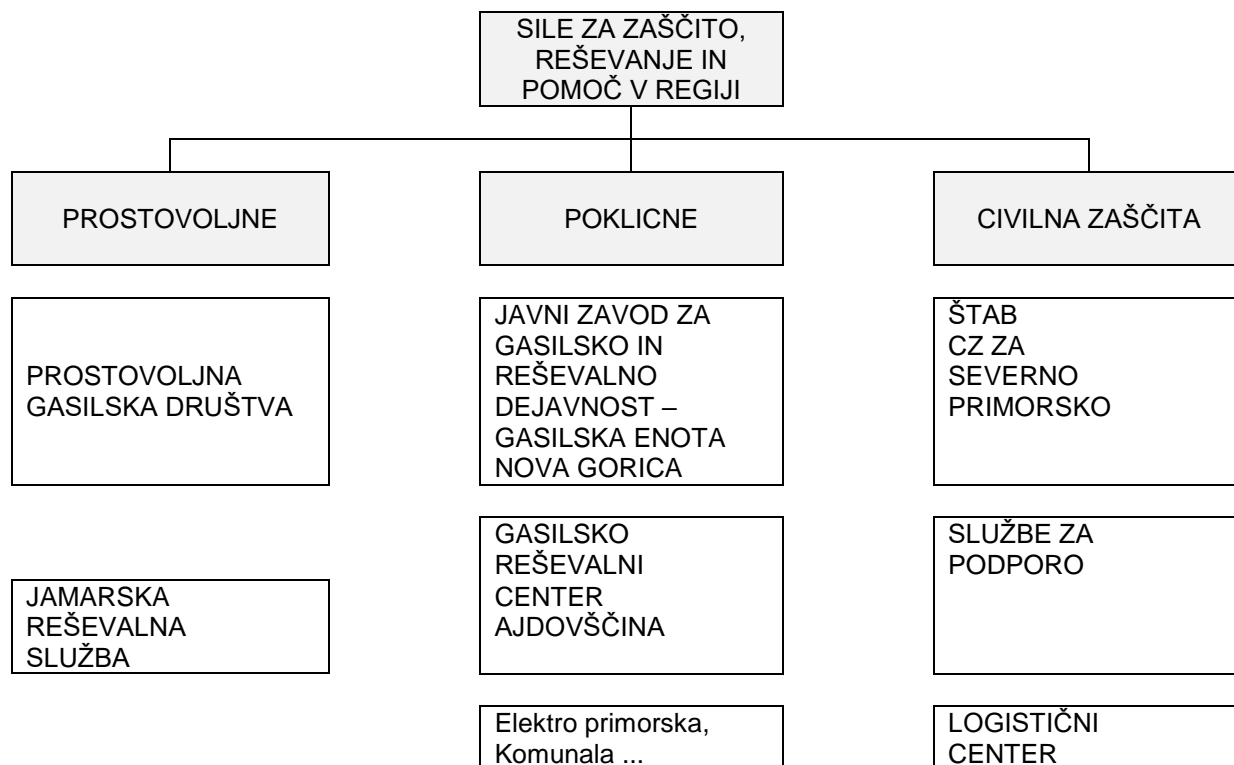 SILE ZA ZAŠČITO,
REŠEVANJE IN
POMOČ V REGIJI
PROSTOVOLJNE
POKLICNE
CIVILNA ZAŠČITA
PROSTOVOLJNA
GASILSKA DRUŠTVA
JAVNI ZAVOD ZA
GASILSKO IN
REŠEVALNO
DEJAVNOST –
GASILSKA ENOTA
NOVA GORICA
ŠTAB
CZ ZA
SEVERNO
PRIMORSKO
JAMARSKA
REŠEVALNA
SLUŽBA
GASILSKO
REŠEVALNI
CENTER
AJDOVŠČINA
SLUŽBE ZA
PODPORO
Elektro primorska,
Komunala ...
LOGISTIČNI
CENTER